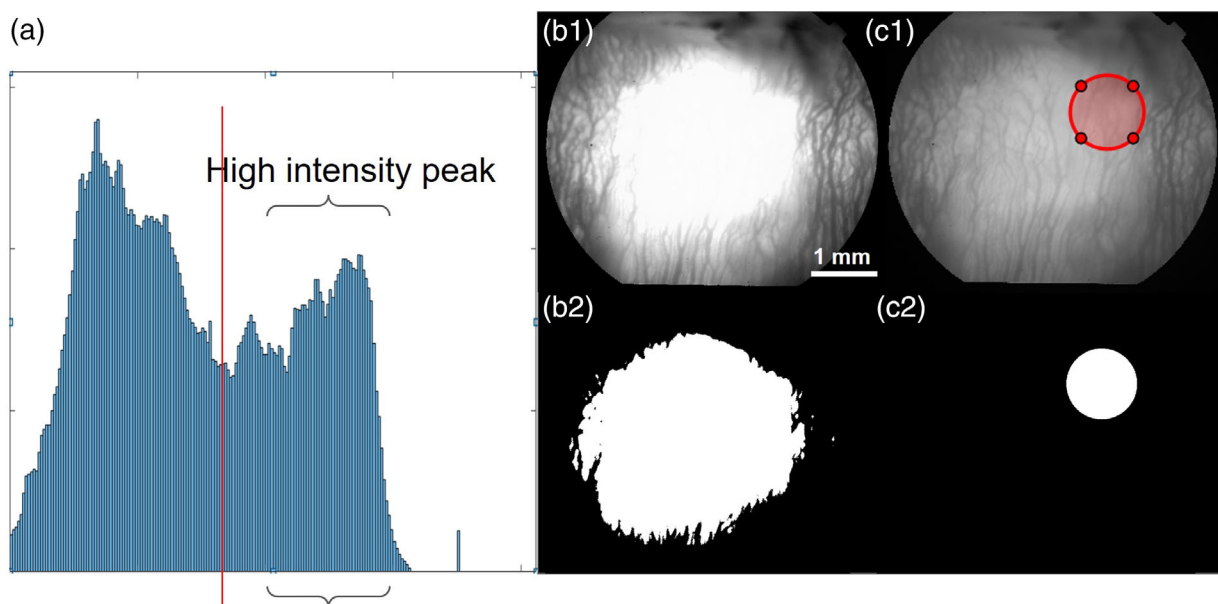 (a)
High intensity peak
(b1)
(c1)
1 mm
(b2)
(c2)